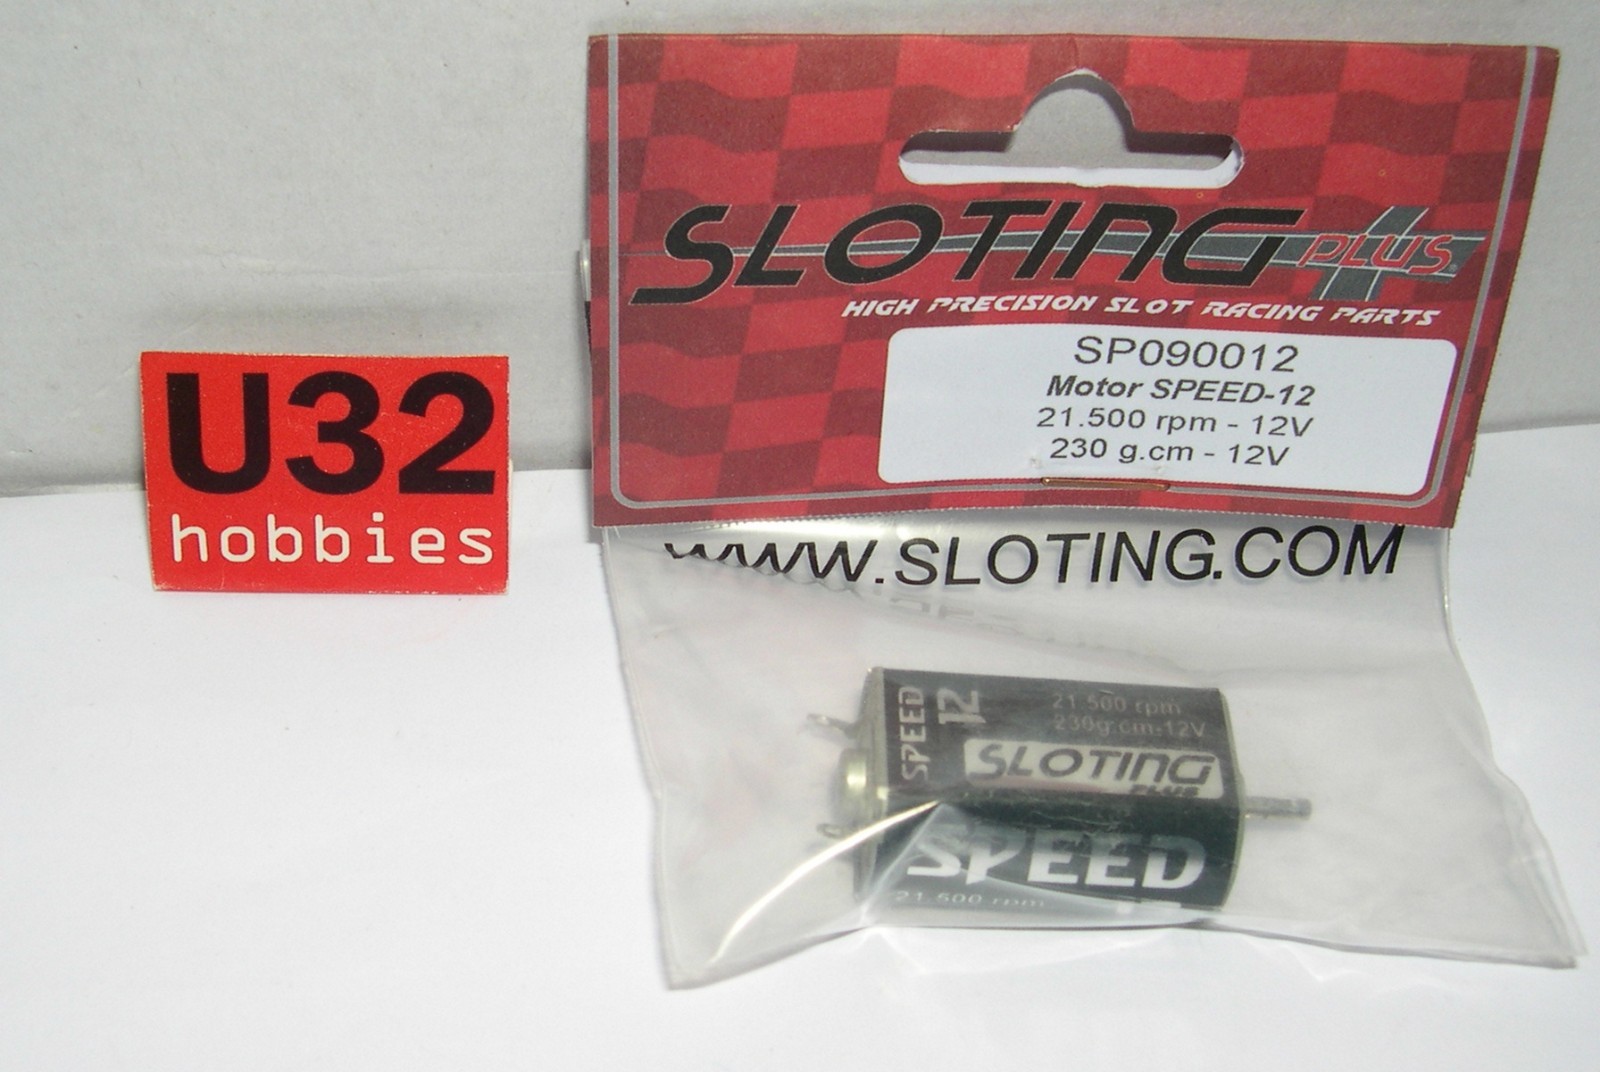 U32
hobbies
SLOTING PLUS®
HIGH PRECISION SLOT RACING PARTS
SP090012
Motor SPEED-12
21.500 rpm - 12V
230 g.cm - 12V
WWW.SLOTING.COM
SPEED 12
21.500 rpm
230g.cm-12V
SLOTING
PLUS
SPEED
21.500 rpm